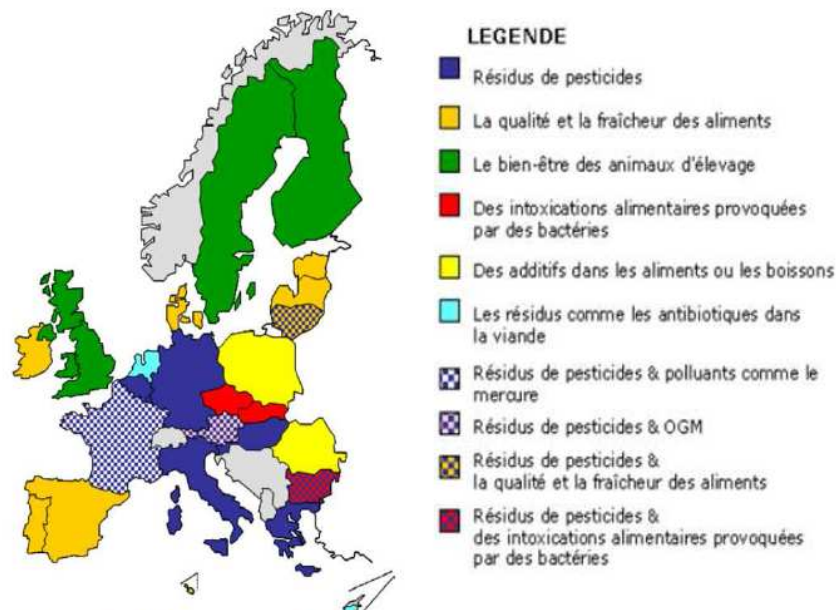 LEGENDE
Résidus de pesticides
La qualité et la fraîcheur des aliments
Le bien-être des animaux d'élevage
Des intoxications alimentaires provoquées
par des bactéries
Des additifs dans les aliments ou les boissons
Les résidus comme les antibiotiques dans
la viande
Résidus de pesticides & polluants comme le
mercure
Résidus de pesticides & OGM
Résidus de pesticides &
la qualité et la fraîcheur des aliments
Résidus de pesticides &
des intoxications alimentaires provoquées
par des bactéries